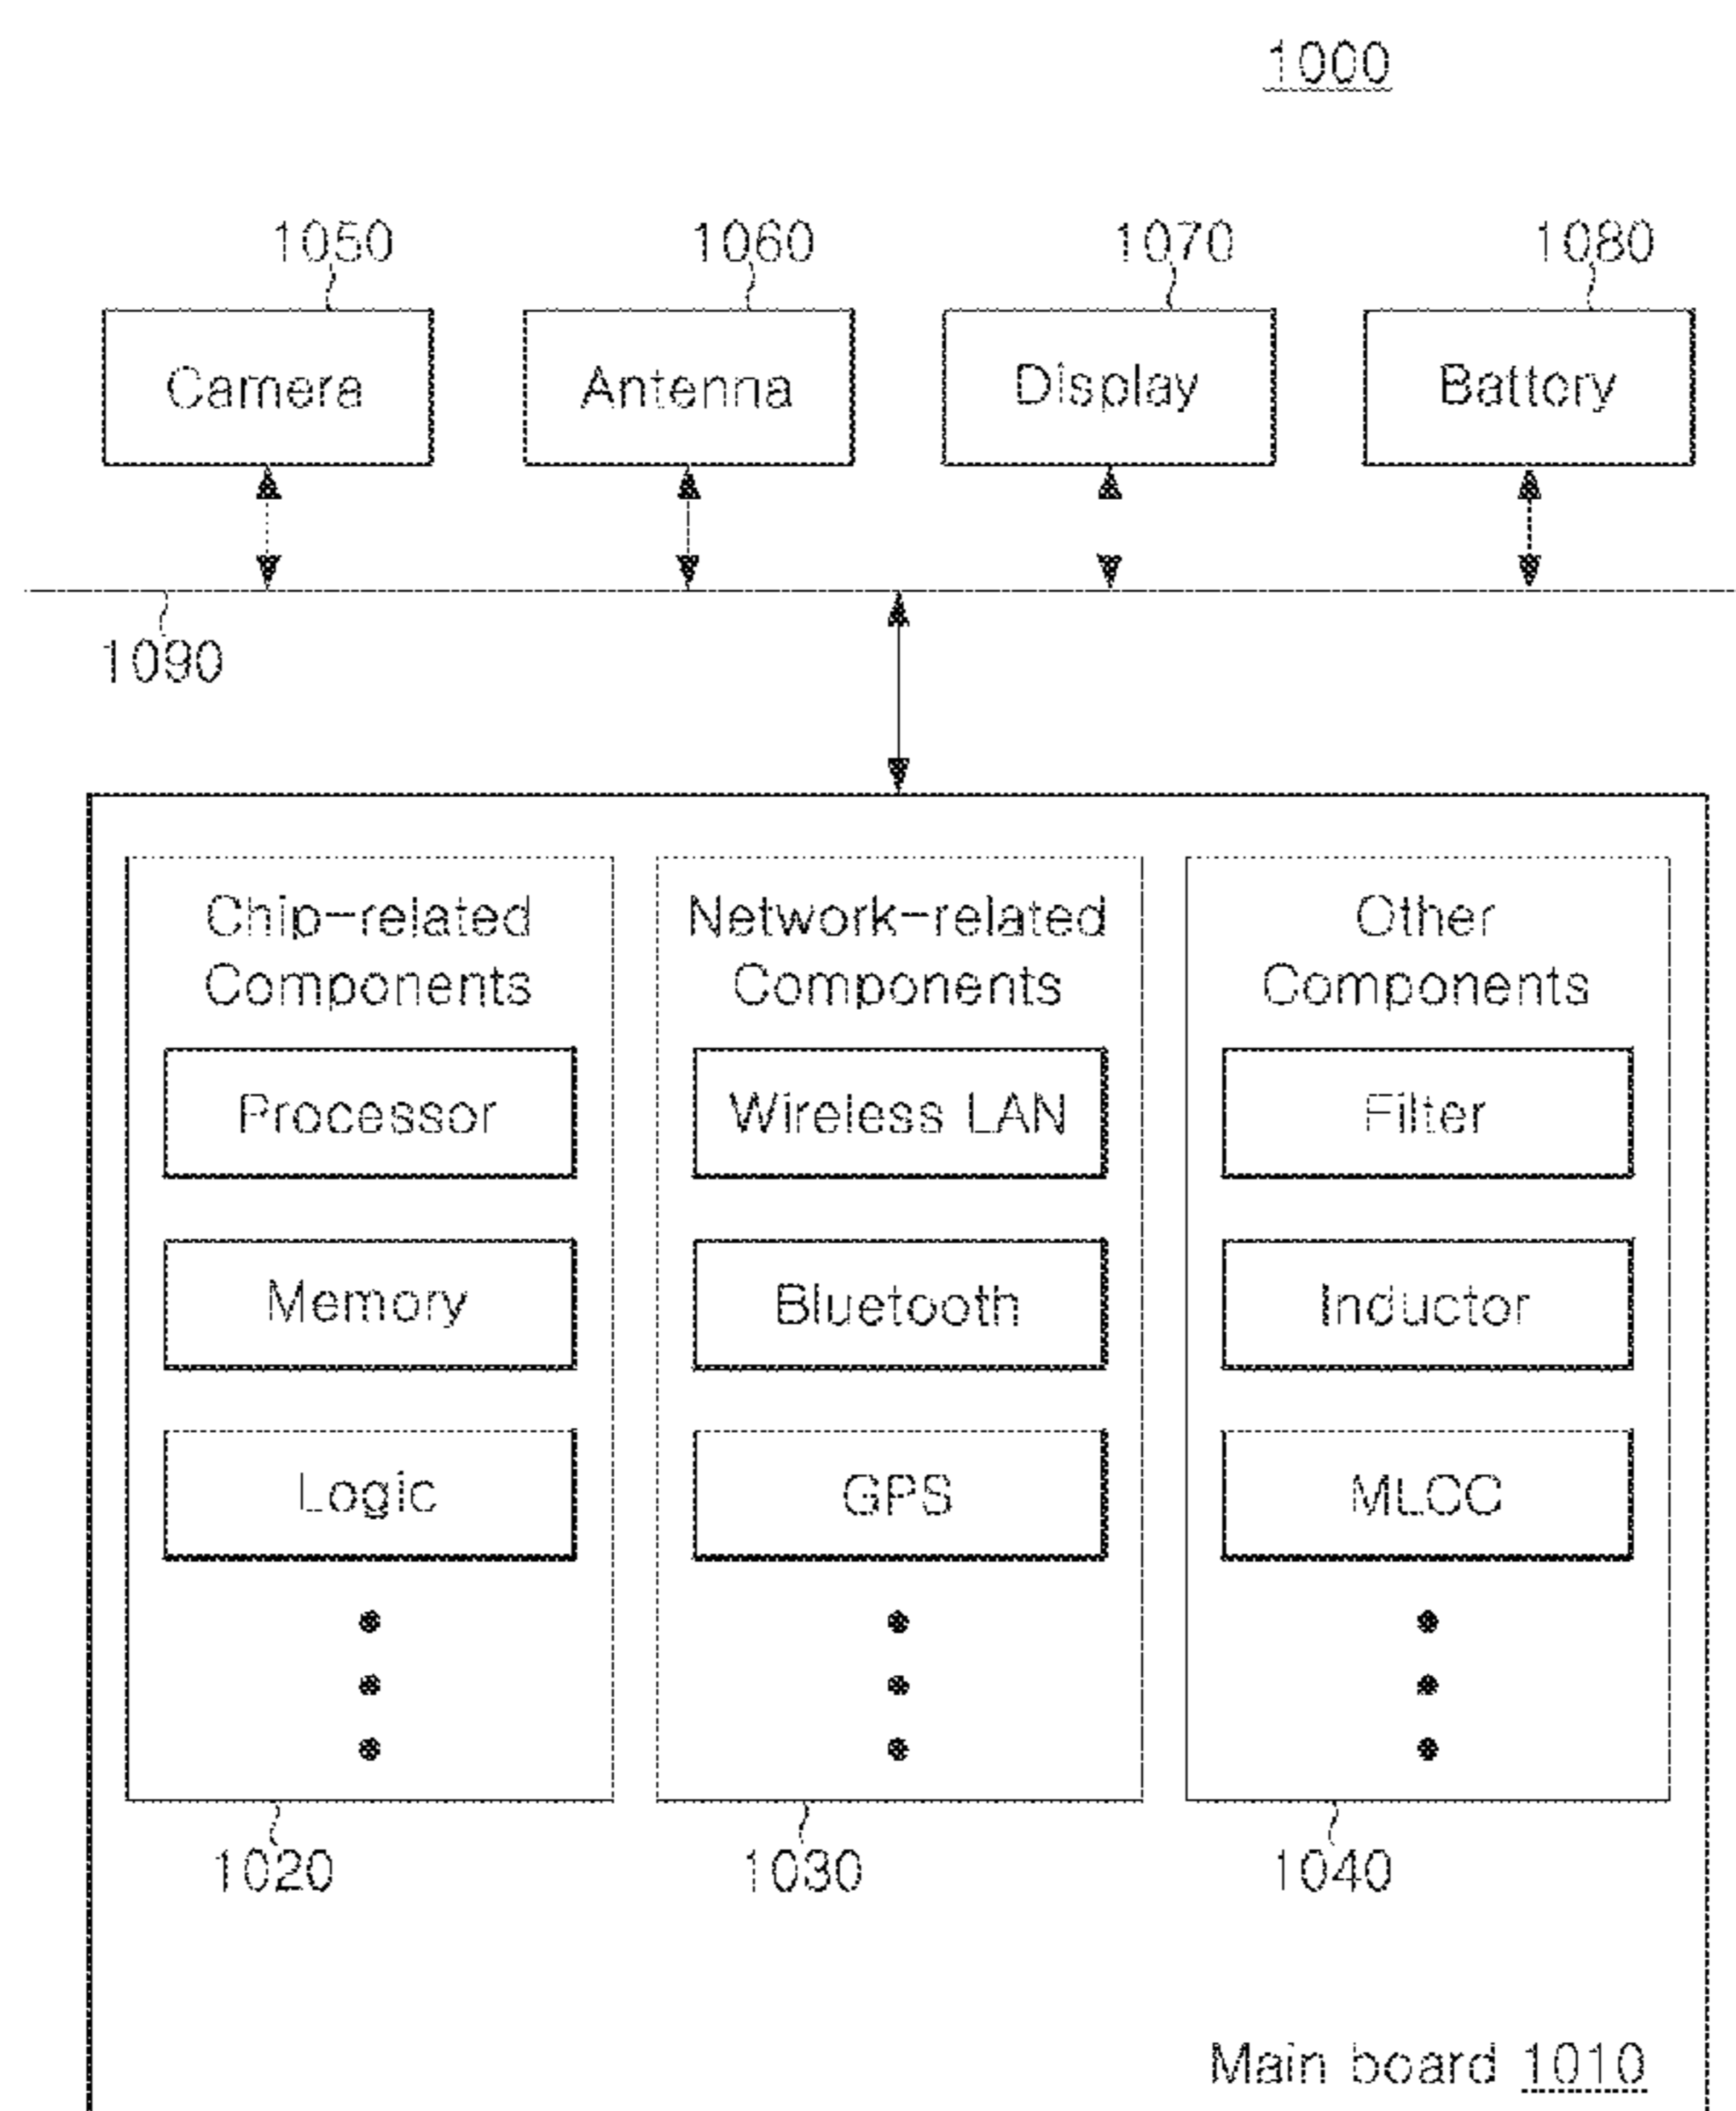 1000
1050 1060 1070 1080
Camera Antenna Display Battery
1090
Chip-related Network-related Other
Components Components Components
Processor Wireless LAN Filter
Memory Bluetooth Inductor
Logic GPS MLCC
1020 1030 1040
Main board 1010